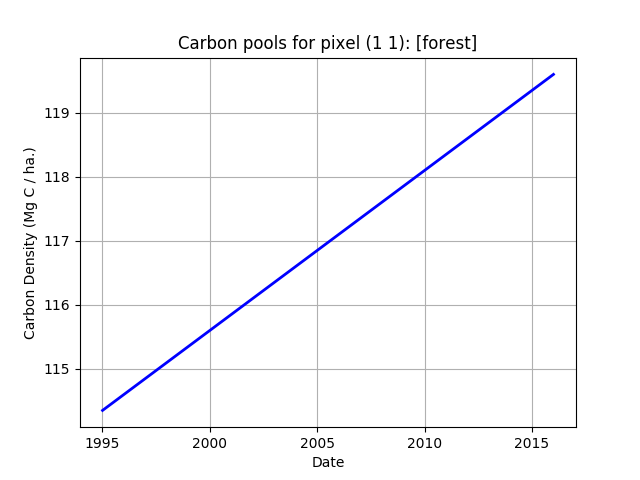 Carbon pools for pixel (1 1): [forest]
119
118
117
116
115
Carbon Density (Mg C / ha.)
1995 2000 2005 2010 2015
Date